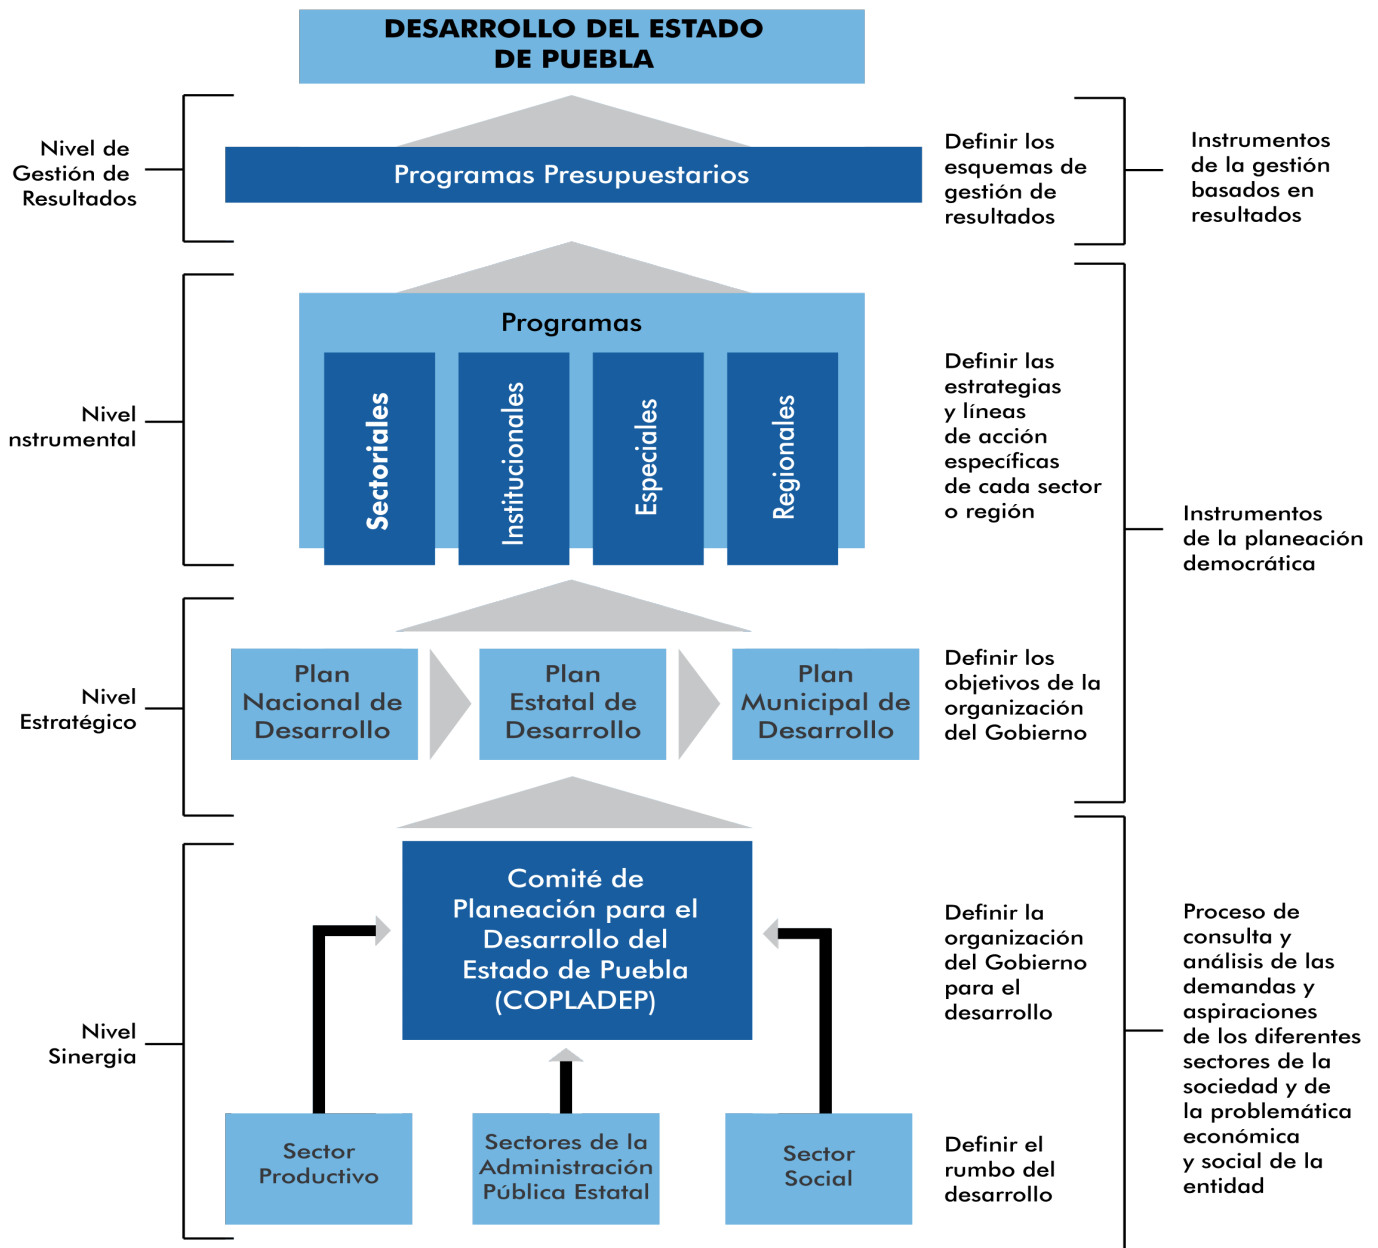 DESARROLLO DEL ESTADO
DE PUEBLA
Nivel de
Gestión de
Resultados
Programas Presupuestarios
Definir los
esquemas de
gestión de
resultados
Instrumentos
de la gestión
basados en
resultados
Nivel
nstrumental
Programas
Sectoriales
Institucionales
Especiales
Regionales
Definir las
estrategias
y líneas
de acción
específicas
de cada sector
o región
Instrumentos
de la planeación
democrática
Nivel
Estratégico
Plan
Nacional de
Desarrollo
Plan
Estatal de
Desarrollo
Plan
Municipal de
Desarrollo
Definir los
objetivos de la
organización
del Gobierno
Nivel
Sinergia
Comité de
Planeación para el
Desarrollo del
Estado de Puebla
(COPLADEP)
Definir la
organización
del Gobierno
para el
desarrollo
Sector
Productivo
Sectores de la
Administración
Pública Estatal
Sector
Social
Definir el
rumbo del
desarrollo
Proceso de
consulta y
análisis de las
demandas y
aspiraciones
de los diferentes
sectores de la
sociedad y de
la problemática
económica
y social de la
entidad